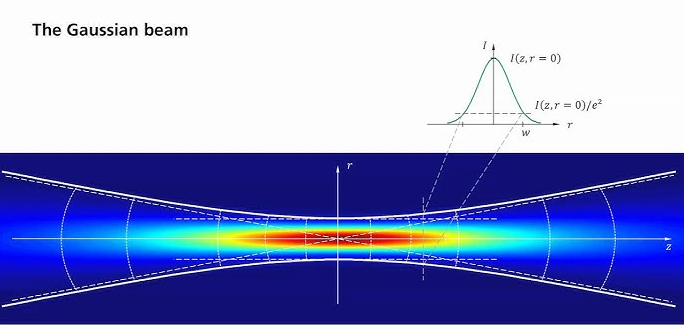 The Gaussian beam
I
I(z,r = 0)
I(z,r = 0)/e²
r
w
r
z